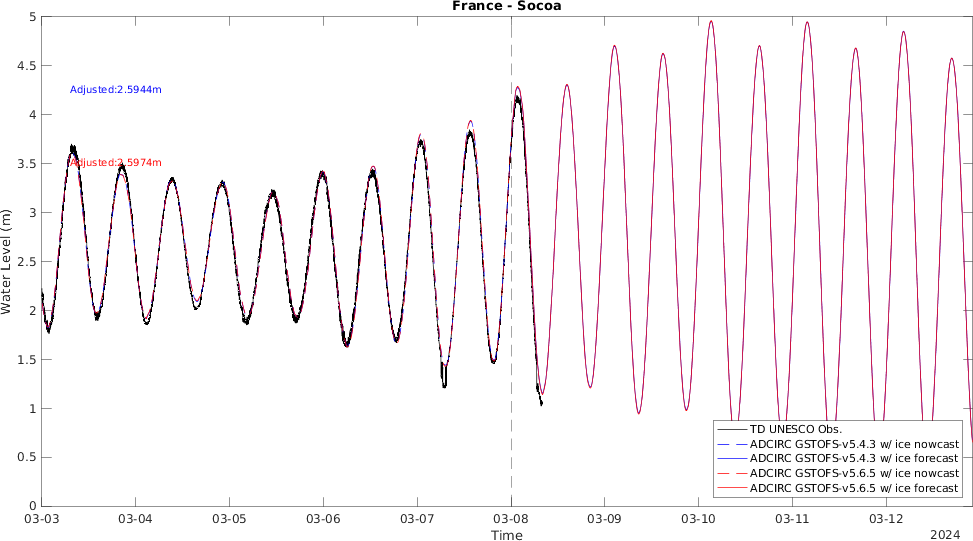 France - Socoa
Water Level (m)
5
4.5
4
3.5
3
2.5
2
1.5
1
0.5
0
Adjusted:2.5944m
Adjusted:2.5974m
TD UNESCO Obs.
ADCIRC GSTOFS-v5.4.3 w/ ice nowcast
ADCIRC GSTOFS-v5.4.3 w/ ice forecast
ADCIRC GSTOFS-v5.6.5 w/ ice nowcast
ADCIRC GSTOFS-v5.6.5 w/ ice forecast
03-03 03-04 03-05 03-06 03-07 03-08 03-09 03-10 03-11 03-12
Time
2024